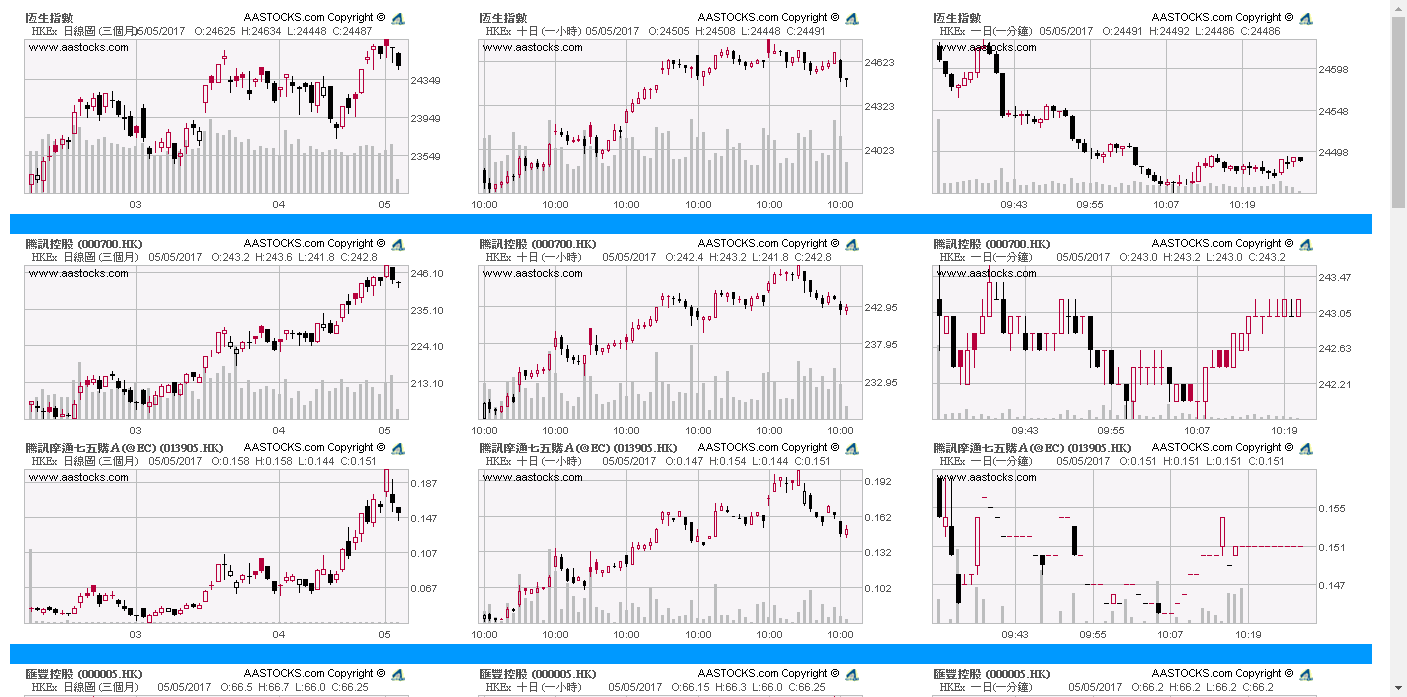 恆生指數 AASTOCKS.com Copyright ©
HKEx 日線圖 (三個月) 05/05/2017 O:24625 H:24634 L:24448 C:24487
www.aastocks.com
24349
23949
23549
03 04 05
恆生指數 AASTOCKS.com Copyright ©
HKEx 十日 (一小時) 05/05/2017 O:24505 H:24508 L:24448 C:24491
www.aastocks.com
24623
24323
24023
10:00 10:00 10:00 10:00 10:00 10:00
恆生指數 AASTOCKS.com Copyright ©
HKEx 一日(一分鐘) 05/05/2017 O:24491 H:24492 L:24486 C:24486
www.aastocks.com
24598
24548
24498
09:43 09:55 10:07 10:19
騰訊控股 (000700.HK) AASTOCKS.com Copyright ©
HKEx 日線圖 (三個月) 05/05/2017 O:243.2 H:243.6 L:241.8 C:242.8
www.aastocks.com
246.10
235.10
224.10
213.10
03 04 05
騰訊控股 (000700.HK) AASTOCKS.com Copyright ©
HKEx 十日 (一小時) 05/05/2017 O:242.4 H:243.2 L:241.8 C:242.8
www.aastocks.com
242.95
237.95
232.95
10:00 10:00 10:00 10:00 10:00 10:00
騰訊控股 (000700.HK) AASTOCKS.com Copyright ©
HKEx 一日(一分鐘) 05/05/2017 O:243.0 H:243.2 L:243.0 C:243.2
www.aastocks.com
243.47
243.05
242.63
242.21
09:43 09:55 10:07 10:19
騰訊摩通七五購A(@EC) (013905.HK) AASTOCKS.com Copyright ©
HKEx 日線圖 (三個月) 05/05/2017 O:0.158 H:0.158 L:0.144 C:0.151
www.aastocks.com
0.187
0.147
0.107
0.067
03 04 05
騰訊摩通七五購A(@EC) (013905.HK) AASTOCKS.com Copyright ©
HKEx 十日 (一小時) 05/05/2017 O:0.147 H:0.154 L:0.144 C:0.151
www.aastocks.com
0.192
0.162
0.132
0.102
10:00 10:00 10:00 10:00 10:00 10:00
騰訊摩通七五購A(@EC) (013905.HK) AASTOCKS.com Copyright ©
HKEx 一日(一分鐘) 05/05/2017 O:0.151 H:0.151 L:0.151 C:0.151
www.aastocks.com
0.155
0.151
0.147
09:43 09:55 10:07 10:19
匯豐控股 (000005.HK) AASTOCKS.com Copyright ©
HKEx 日線圖 (三個月) 05/05/2017 O:66.5 H:66.7 L:66.0 C:66.25
匯豐控股 (000005.HK) AASTOCKS.com Copyright ©
HKEx 十日 (一小時) 05/05/2017 O:66.15 H:66.3 L:66.0 C:66.25
匯豐控股 (000005.HK) AASTOCKS.com Copyright ©
HKEx 一日(一分鐘) 05/05/2017 O:66.2 H:66.2 L:66.2 C:66.2